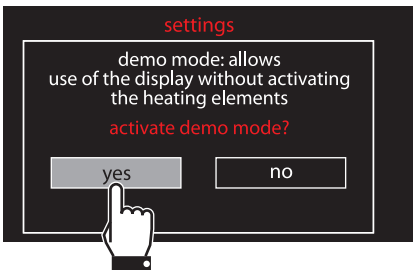 settings
demo mode: allows
use of the display without activating
the heating elements
activate demo mode?
yes
no